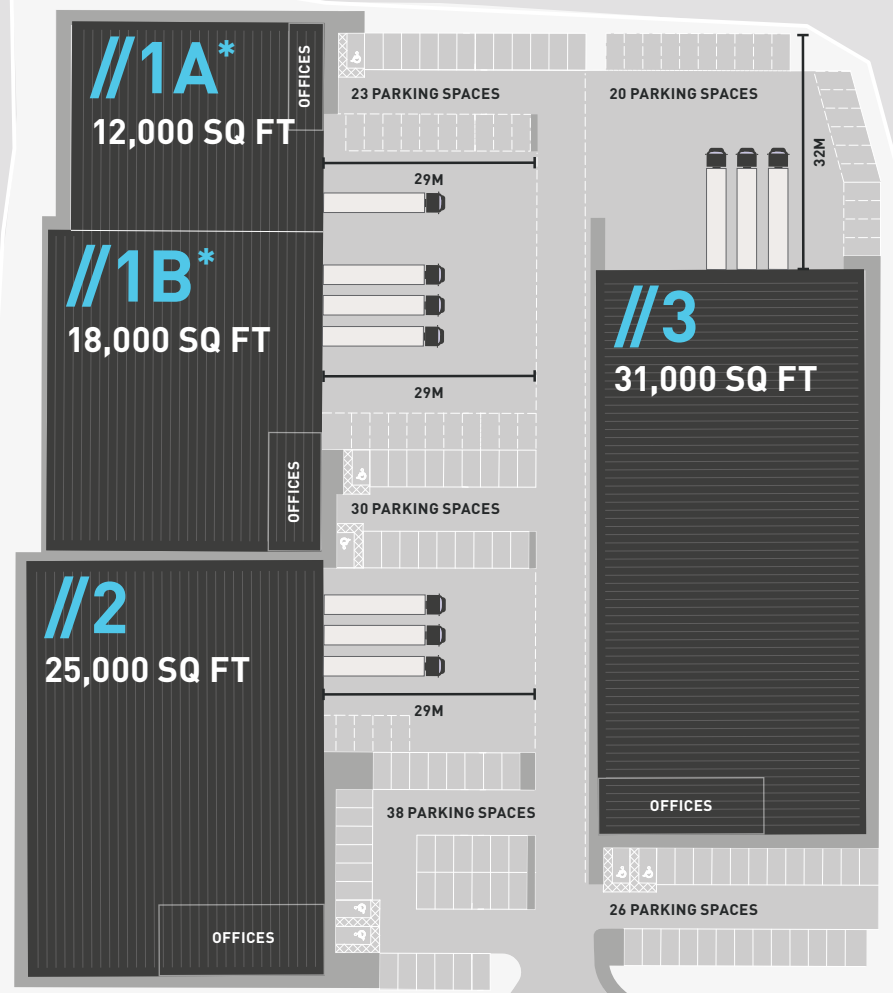 //1A*
12,000 SQ FT
OFFICES
23 PARKING SPACES
20 PARKING SPACES
29M
32M
//1B*
18,000 SQ FT
29M
OFFICES
30 PARKING SPACES
//3
31,000 SQ FT
//2
25,000 SQ FT
29M
38 PARKING SPACES
OFFICES
OFFICES
26 PARKING SPACES